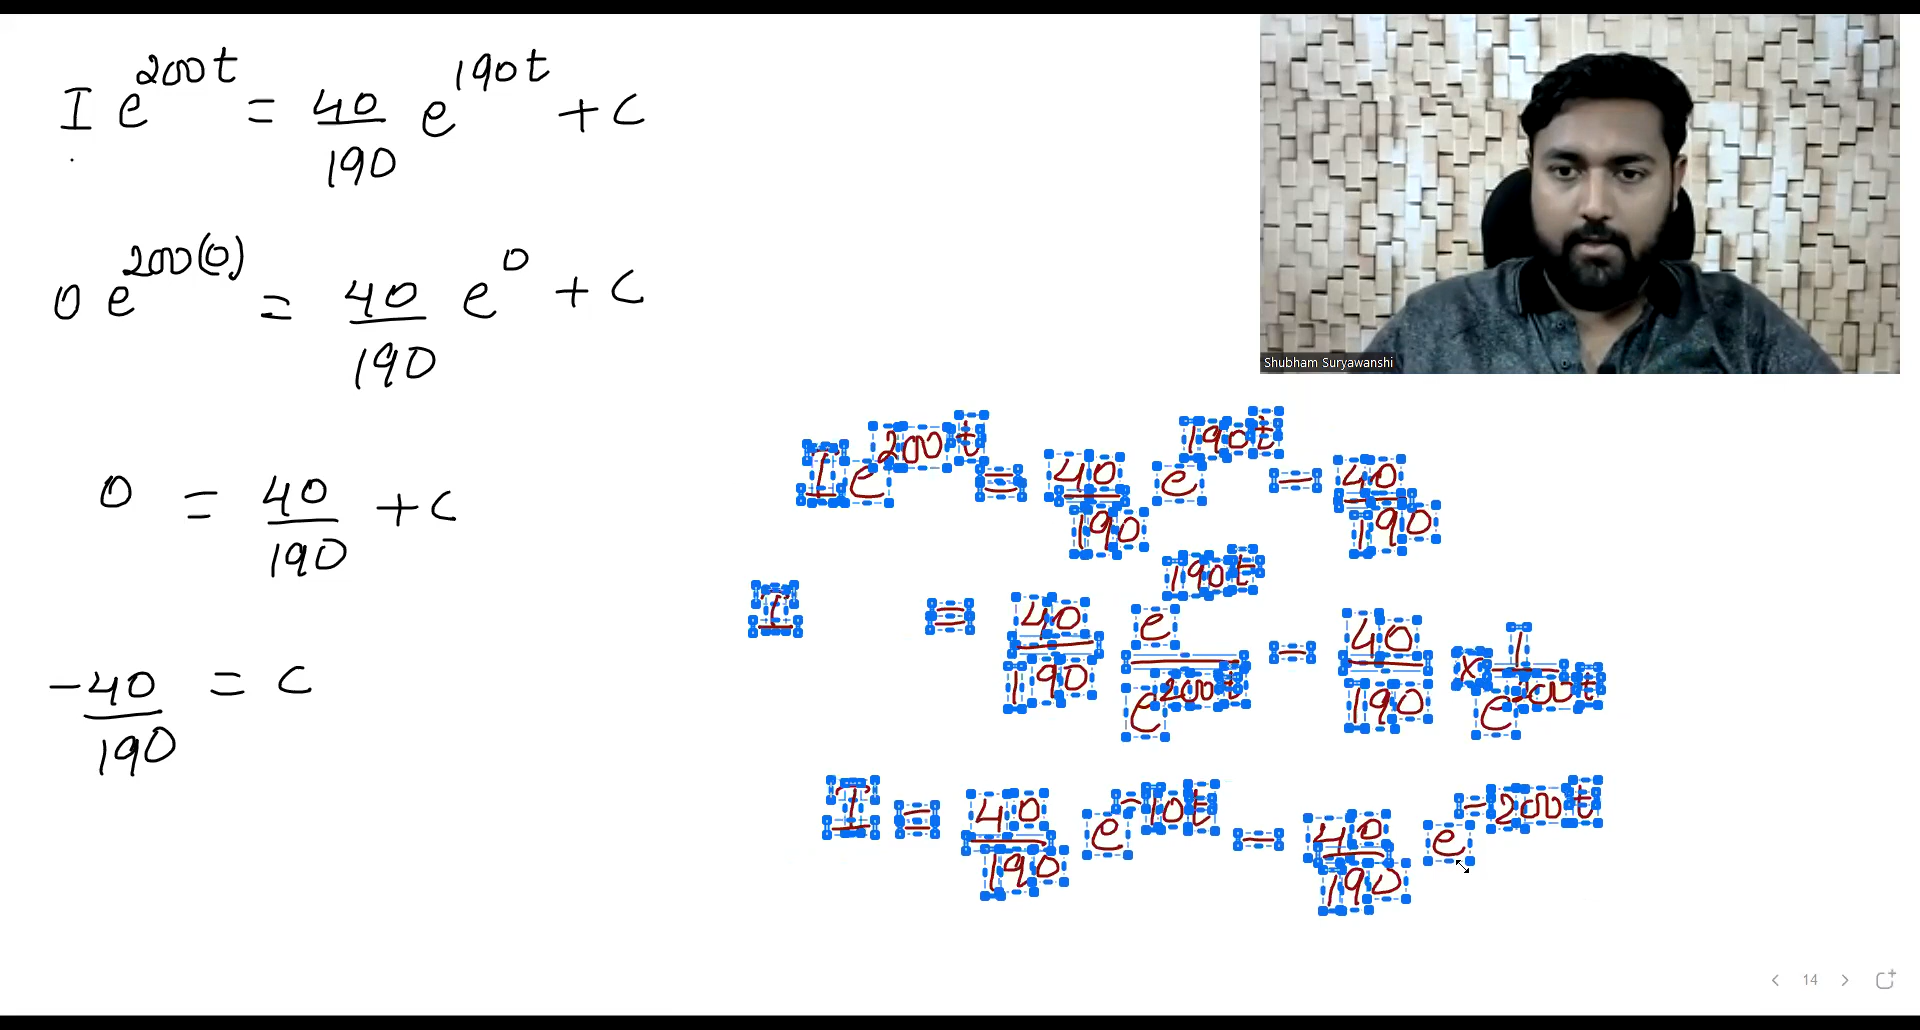 I e^200t = 40/190 e^190t + C
0 e^200(0) = 40/190 e^0 + C
0 = 40/190 + C
-40/190 = C
Shubham Suryawanshi
I e^200t = 40/190 e^190t - 40/190
I = 40/190 e^190t/e^200t - 40/190 x 1/e^200t
I = 40/190 e^-10t - 40/190 e^-200t
14